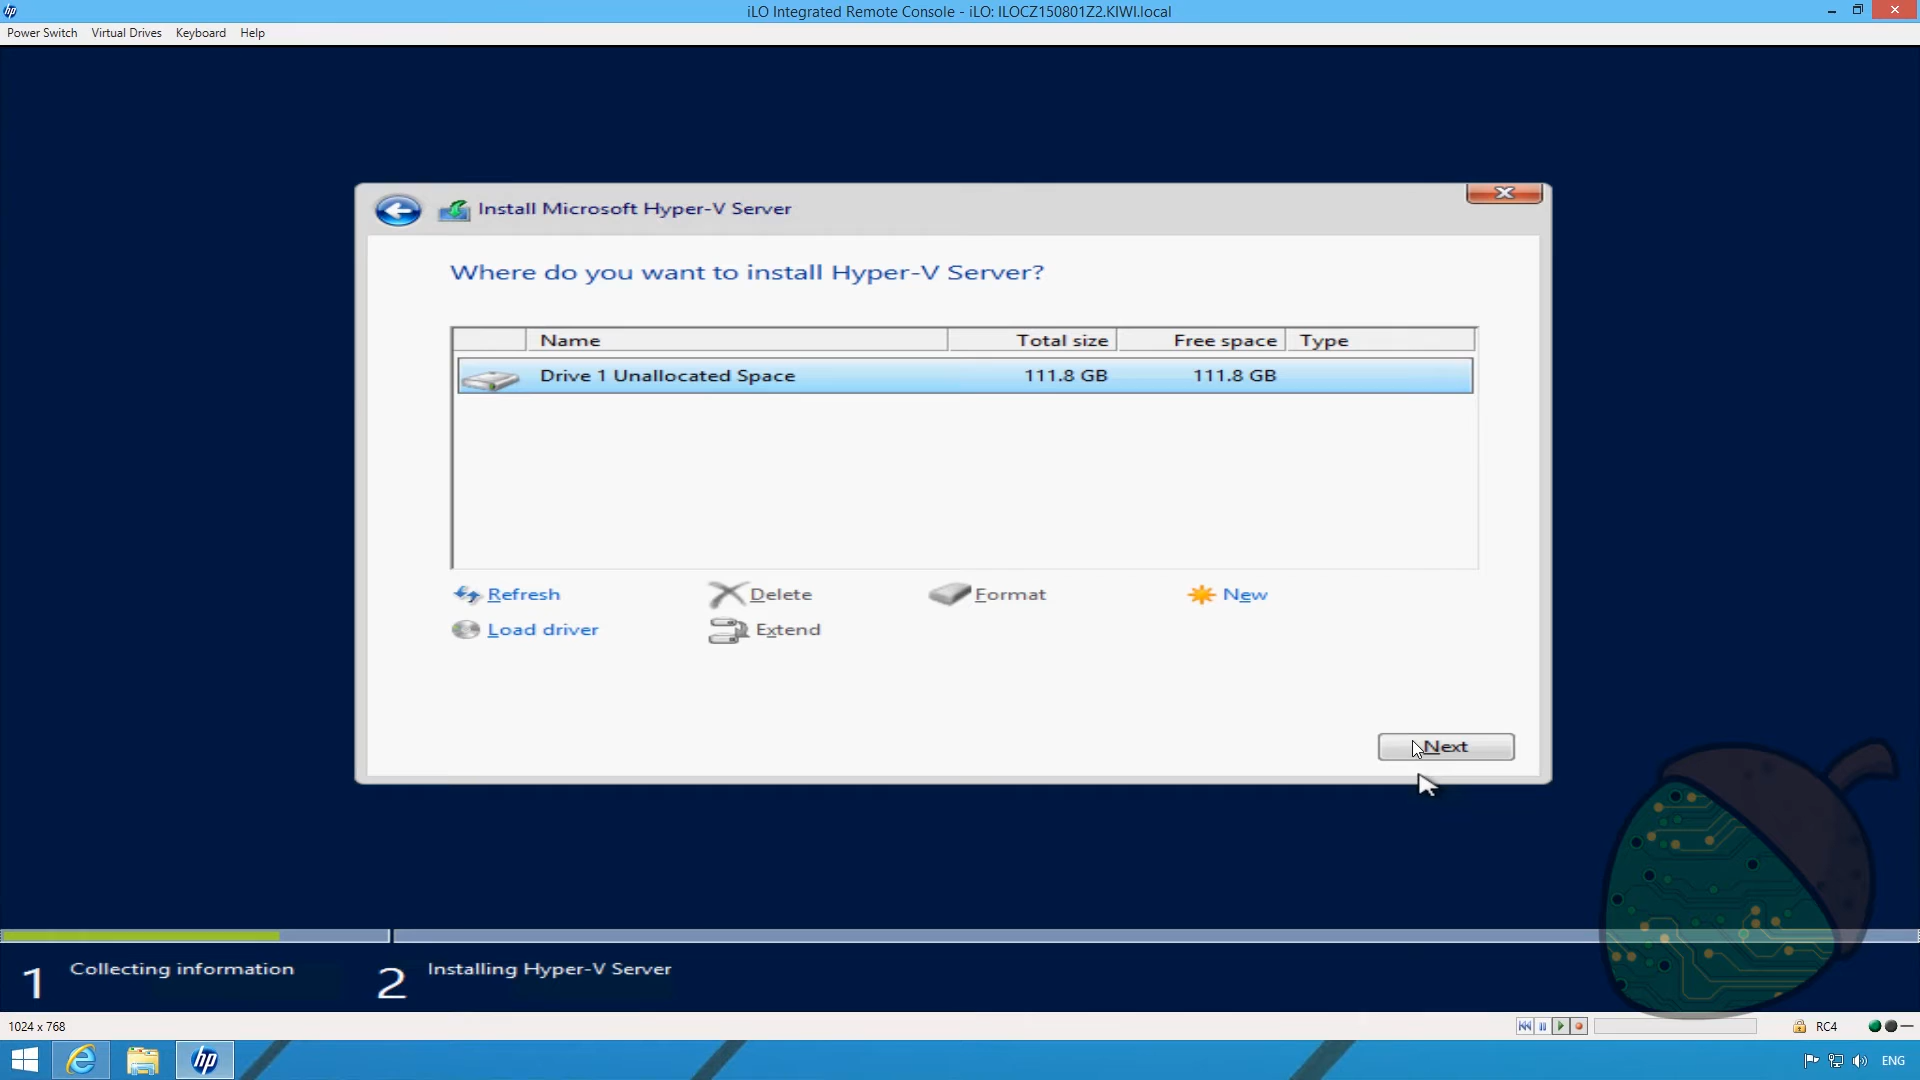 hp
iLO Integrated Remote Console - iLO: ILOCZ150801Z2.KIWI.local
Power Switch Virtual Drives Keyboard Help
Install Microsoft Hyper-V Server
Where do you want to install Hyper-V Server?
Name Total size Free space Type
Drive 1 Unallocated Space 111.8 GB 111.8 GB
Refresh Delete Format New
Load driver Extend
Next
1 Collecting information 2 Installing Hyper-V Server
1024 x 768 RC4
hp ENG